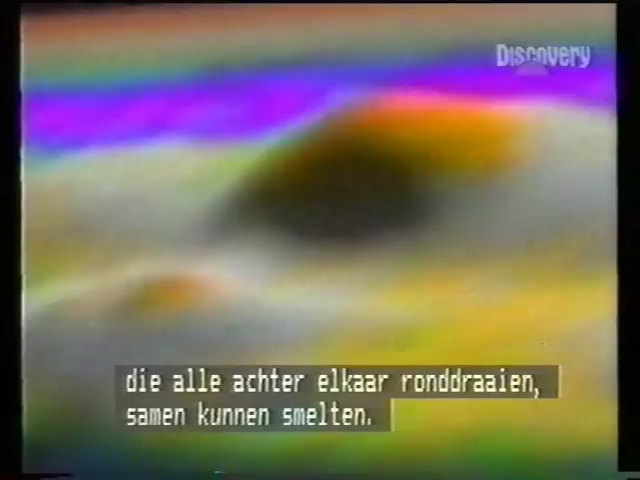 Discovery
die alle achter elkaar ronddraaien,
samen kunnen smelten.